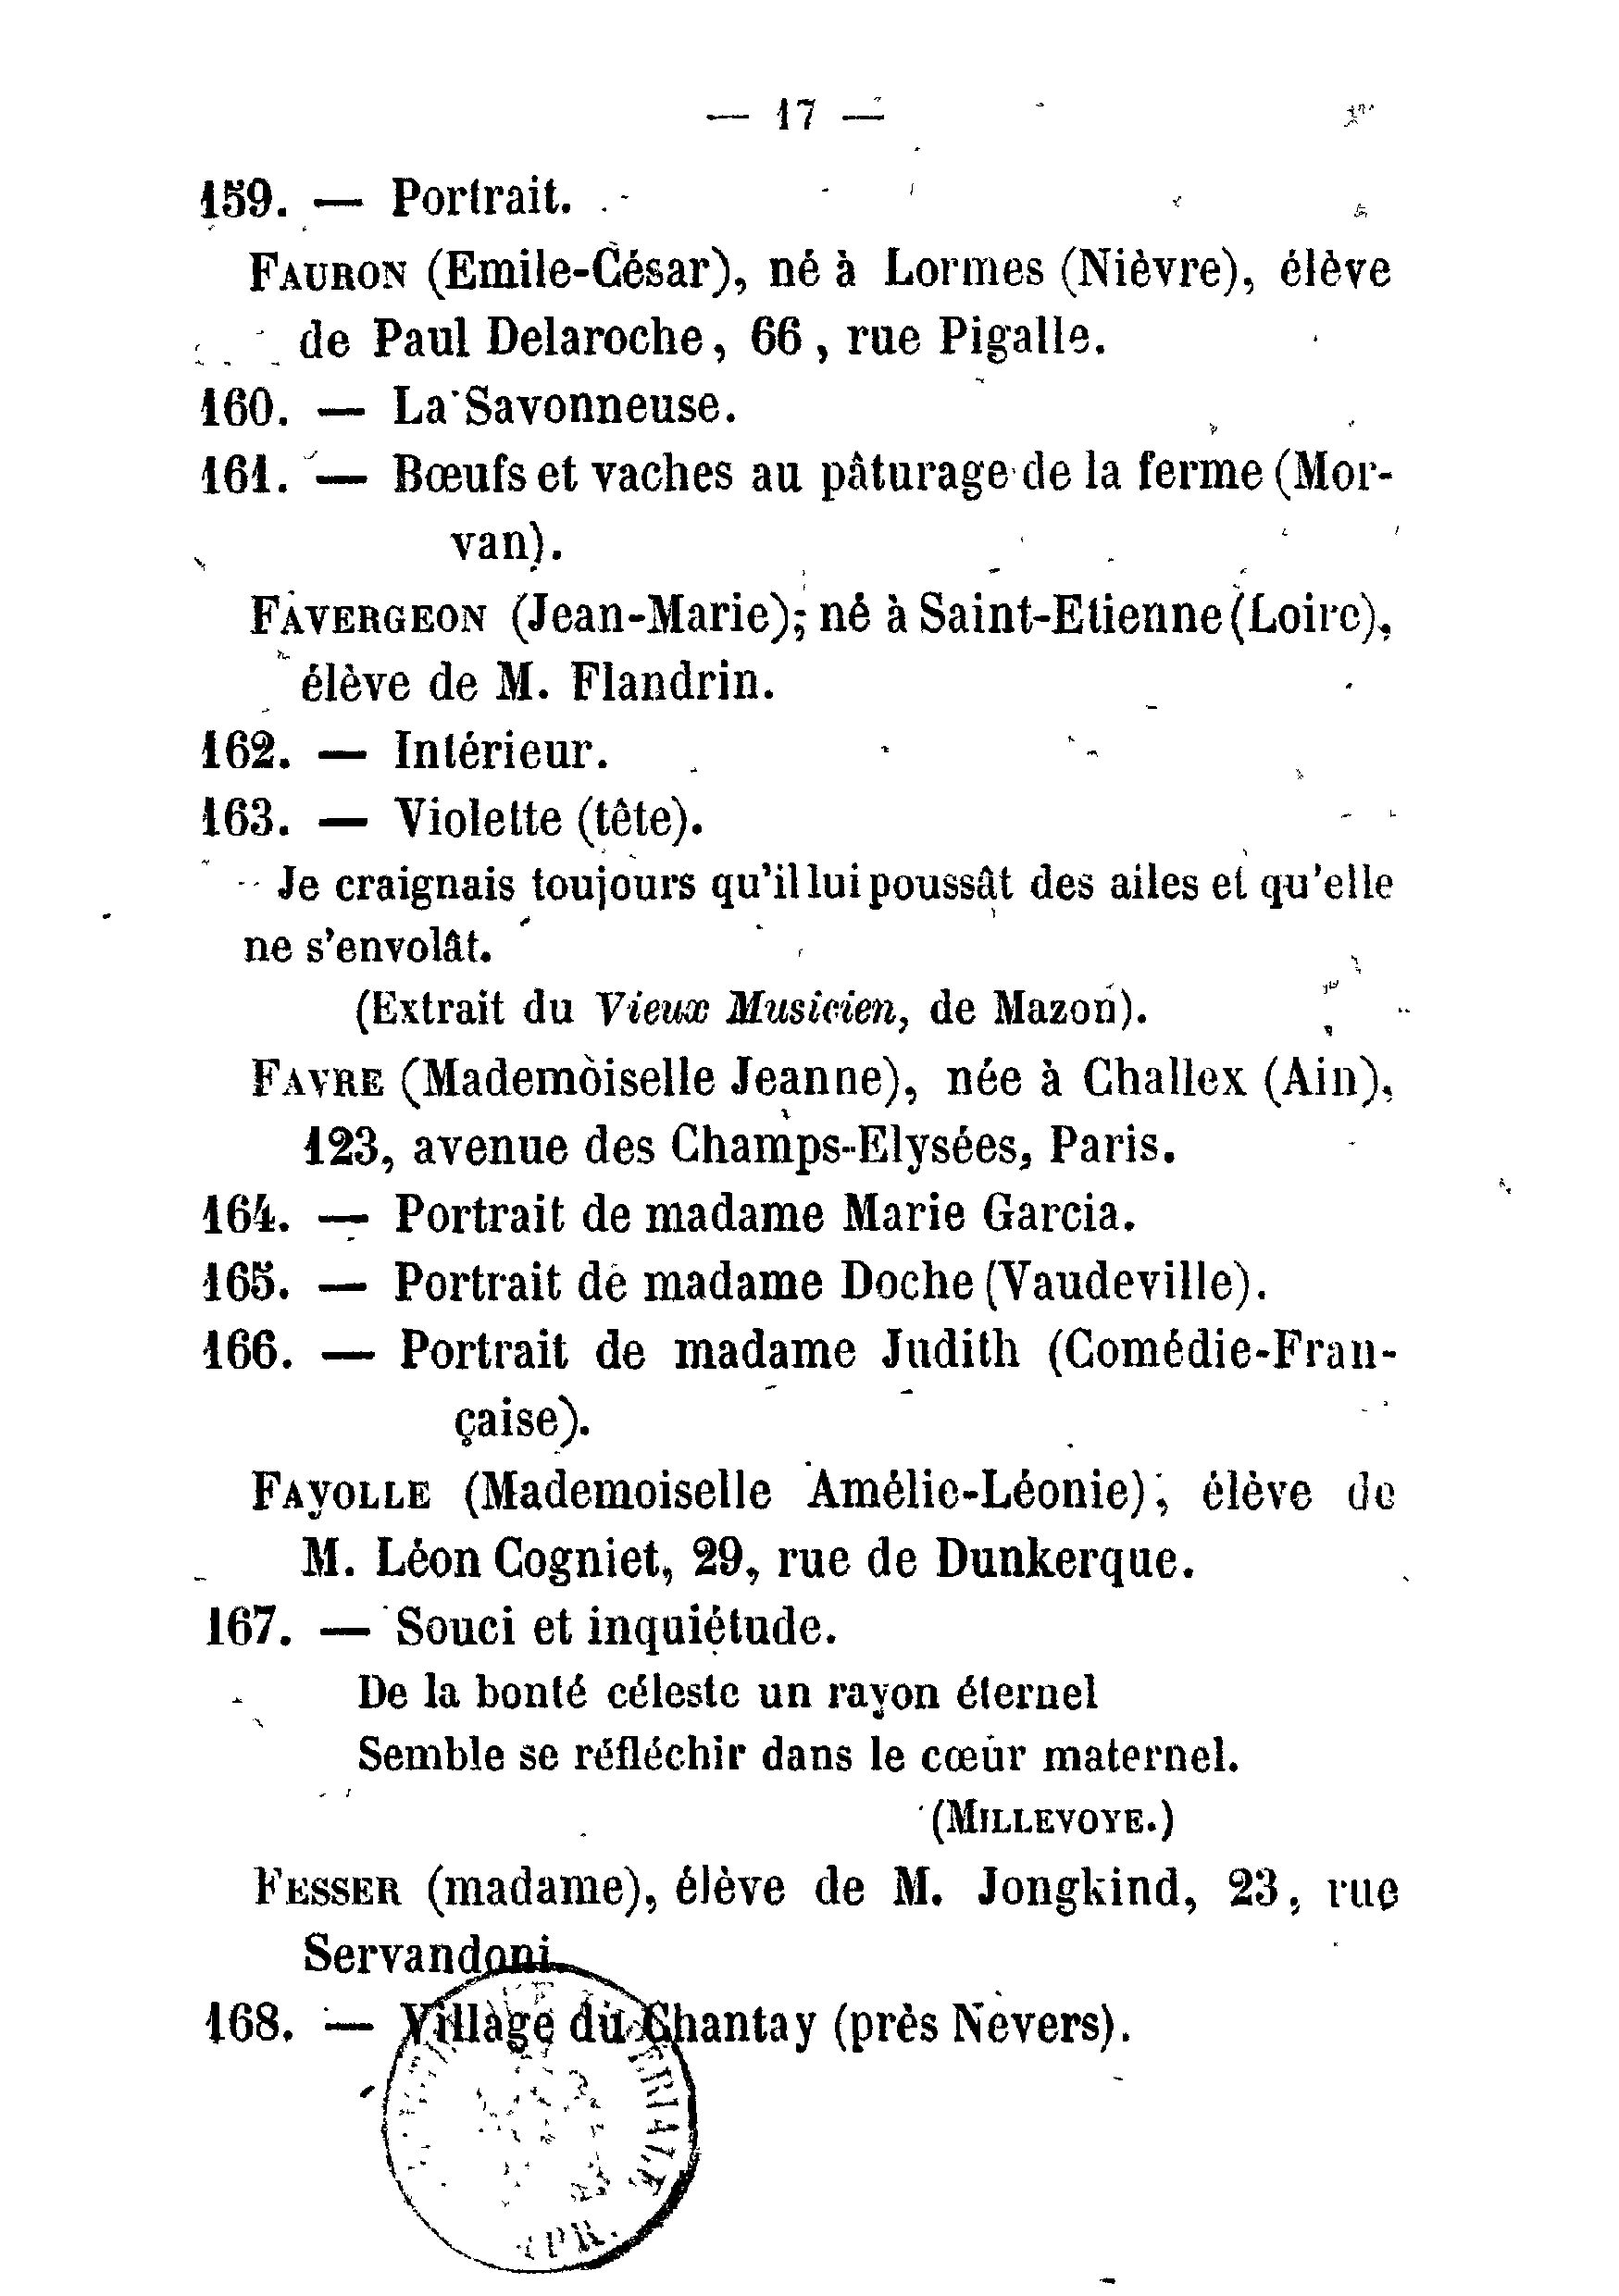 — 17 —
159. — Portrait.
FAURON (Emile-César), né à Lormes (Nièvre), élève
de Paul Delaroche, 66, rue Pigalle.
160. — La Savonneuse.
161. — Bœufs et vaches au pâturage de la ferme (Mor-
van).
FAVERGEON (Jean-Marie), né à Saint-Etienne (Loire),
élève de M. Flandrin.
162. — Intérieur.
163. — Violette (tête).
Je craignais toujours qu'il lui poussât des ailes et qu'elle
ne s'envolât.
(Extrait du Vieux Musicien, de Mazon).
FAVRE (Mademoiselle Jeanne), née à Challex (Ain),
123, avenue des Champs-Elysées, Paris.
164. — Portrait de madame Marie Garcia.
165. — Portrait de madame Doche (Vaudeville).
166. — Portrait de madame Judith (Comédie-Fran-
çaise).
FAYOLLE (Mademoiselle Amélie-Léonie), élève de
M. Léon Cogniet, 29, rue de Dunkerque.
167. — Souci et inquiétude.
De la bonté céleste un rayon éternel
Semble se réfléchir dans le cœur maternel.
(MILLEVOYE.)
FESSER (madame), élève de M. Jongkind, 23, rue
Servandoni.
168. — Village du Chantay (près Nevers).